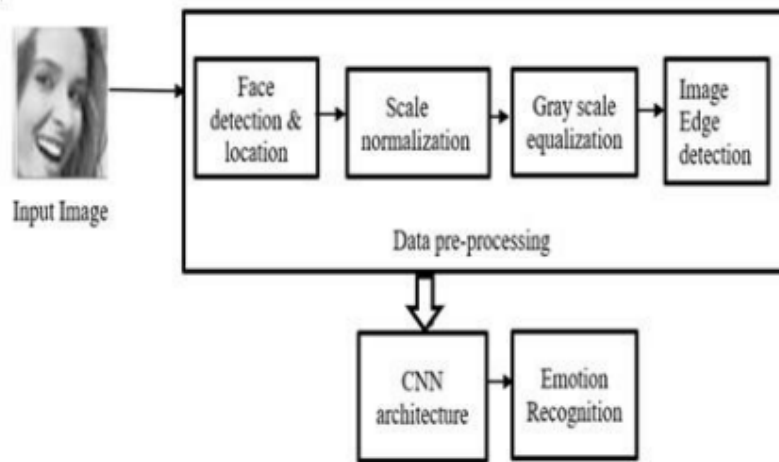 Input Image
Face
detection &
location
Scale
normalization
Gray scale
equalization
Image
Edge
detection
Data pre-processing
CNN
architecture
Emotion
Recognition